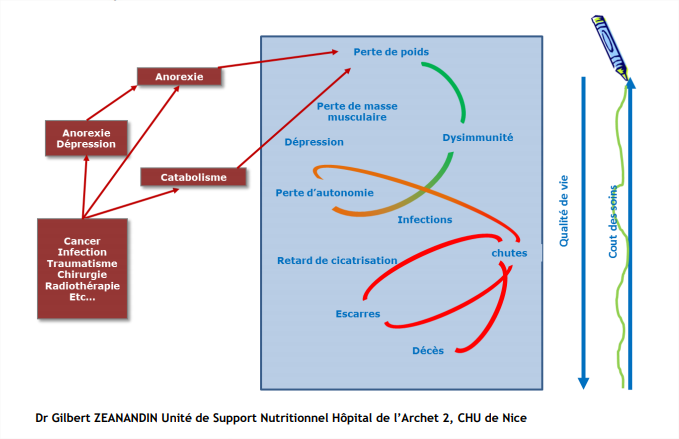 Anorexie
Anorexie
Dépression
Catabolisme
Cancer
Infection
Traumatisme
Chirurgie
Radiothérapie
Etc...
Perte de poids
Perte de masse
musculaire
Dépression
Dysimmunité
Perte d’autonomie
Infections
Retard de cicatrisation
chutes
Escarres
Décès
Qualité de vie
Cout des soins
Dr Gilbert ZEANANDIN Unité de Support Nutritionnel Hôpital de l’Archet 2, CHU de Nice